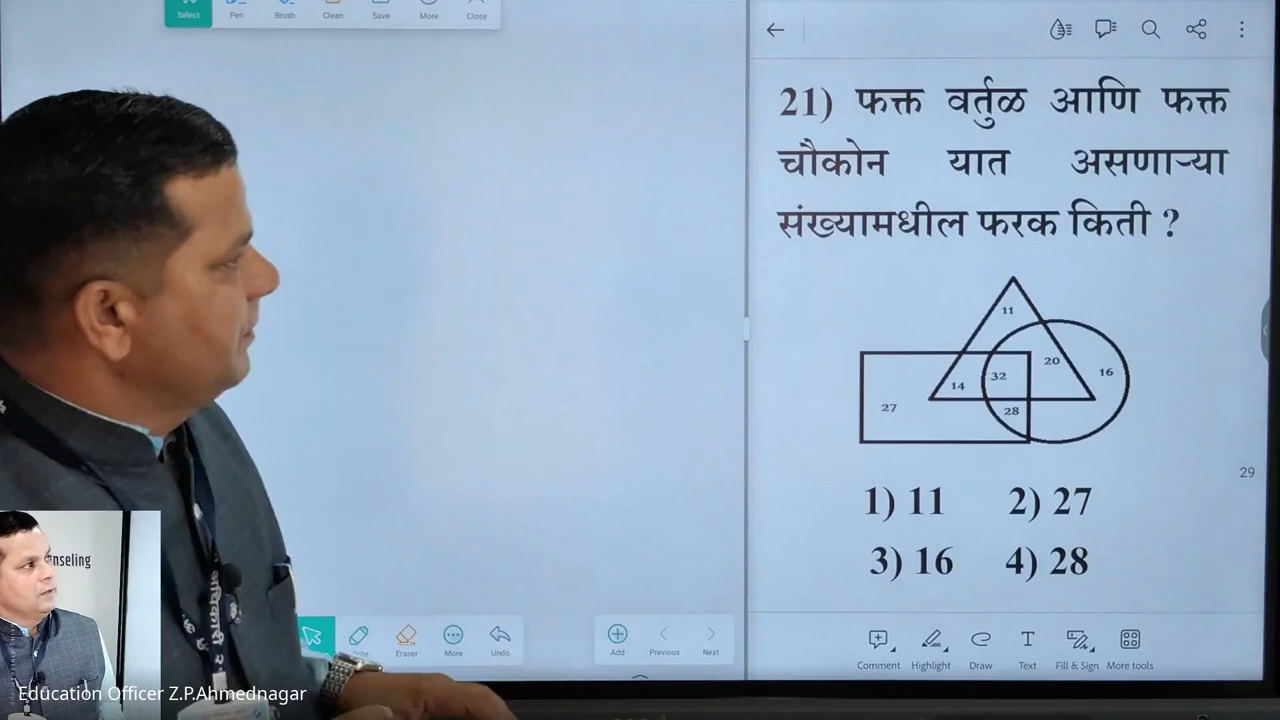 Select Pen Brush Clean Save More Close
21) फक्त वर्तुळ आणि फक्त
चौकोन यात असणाऱ्या
संख्यामधील फरक किती ?
11
20
16
32
14
27
28
29
1) 11 2) 27
3) 16 4) 28
Eraser More Undo
Add Previous Next
Comment Highlight Draw Text Fill & Sign More tools
Education Officer Z.P.Ahmednagar